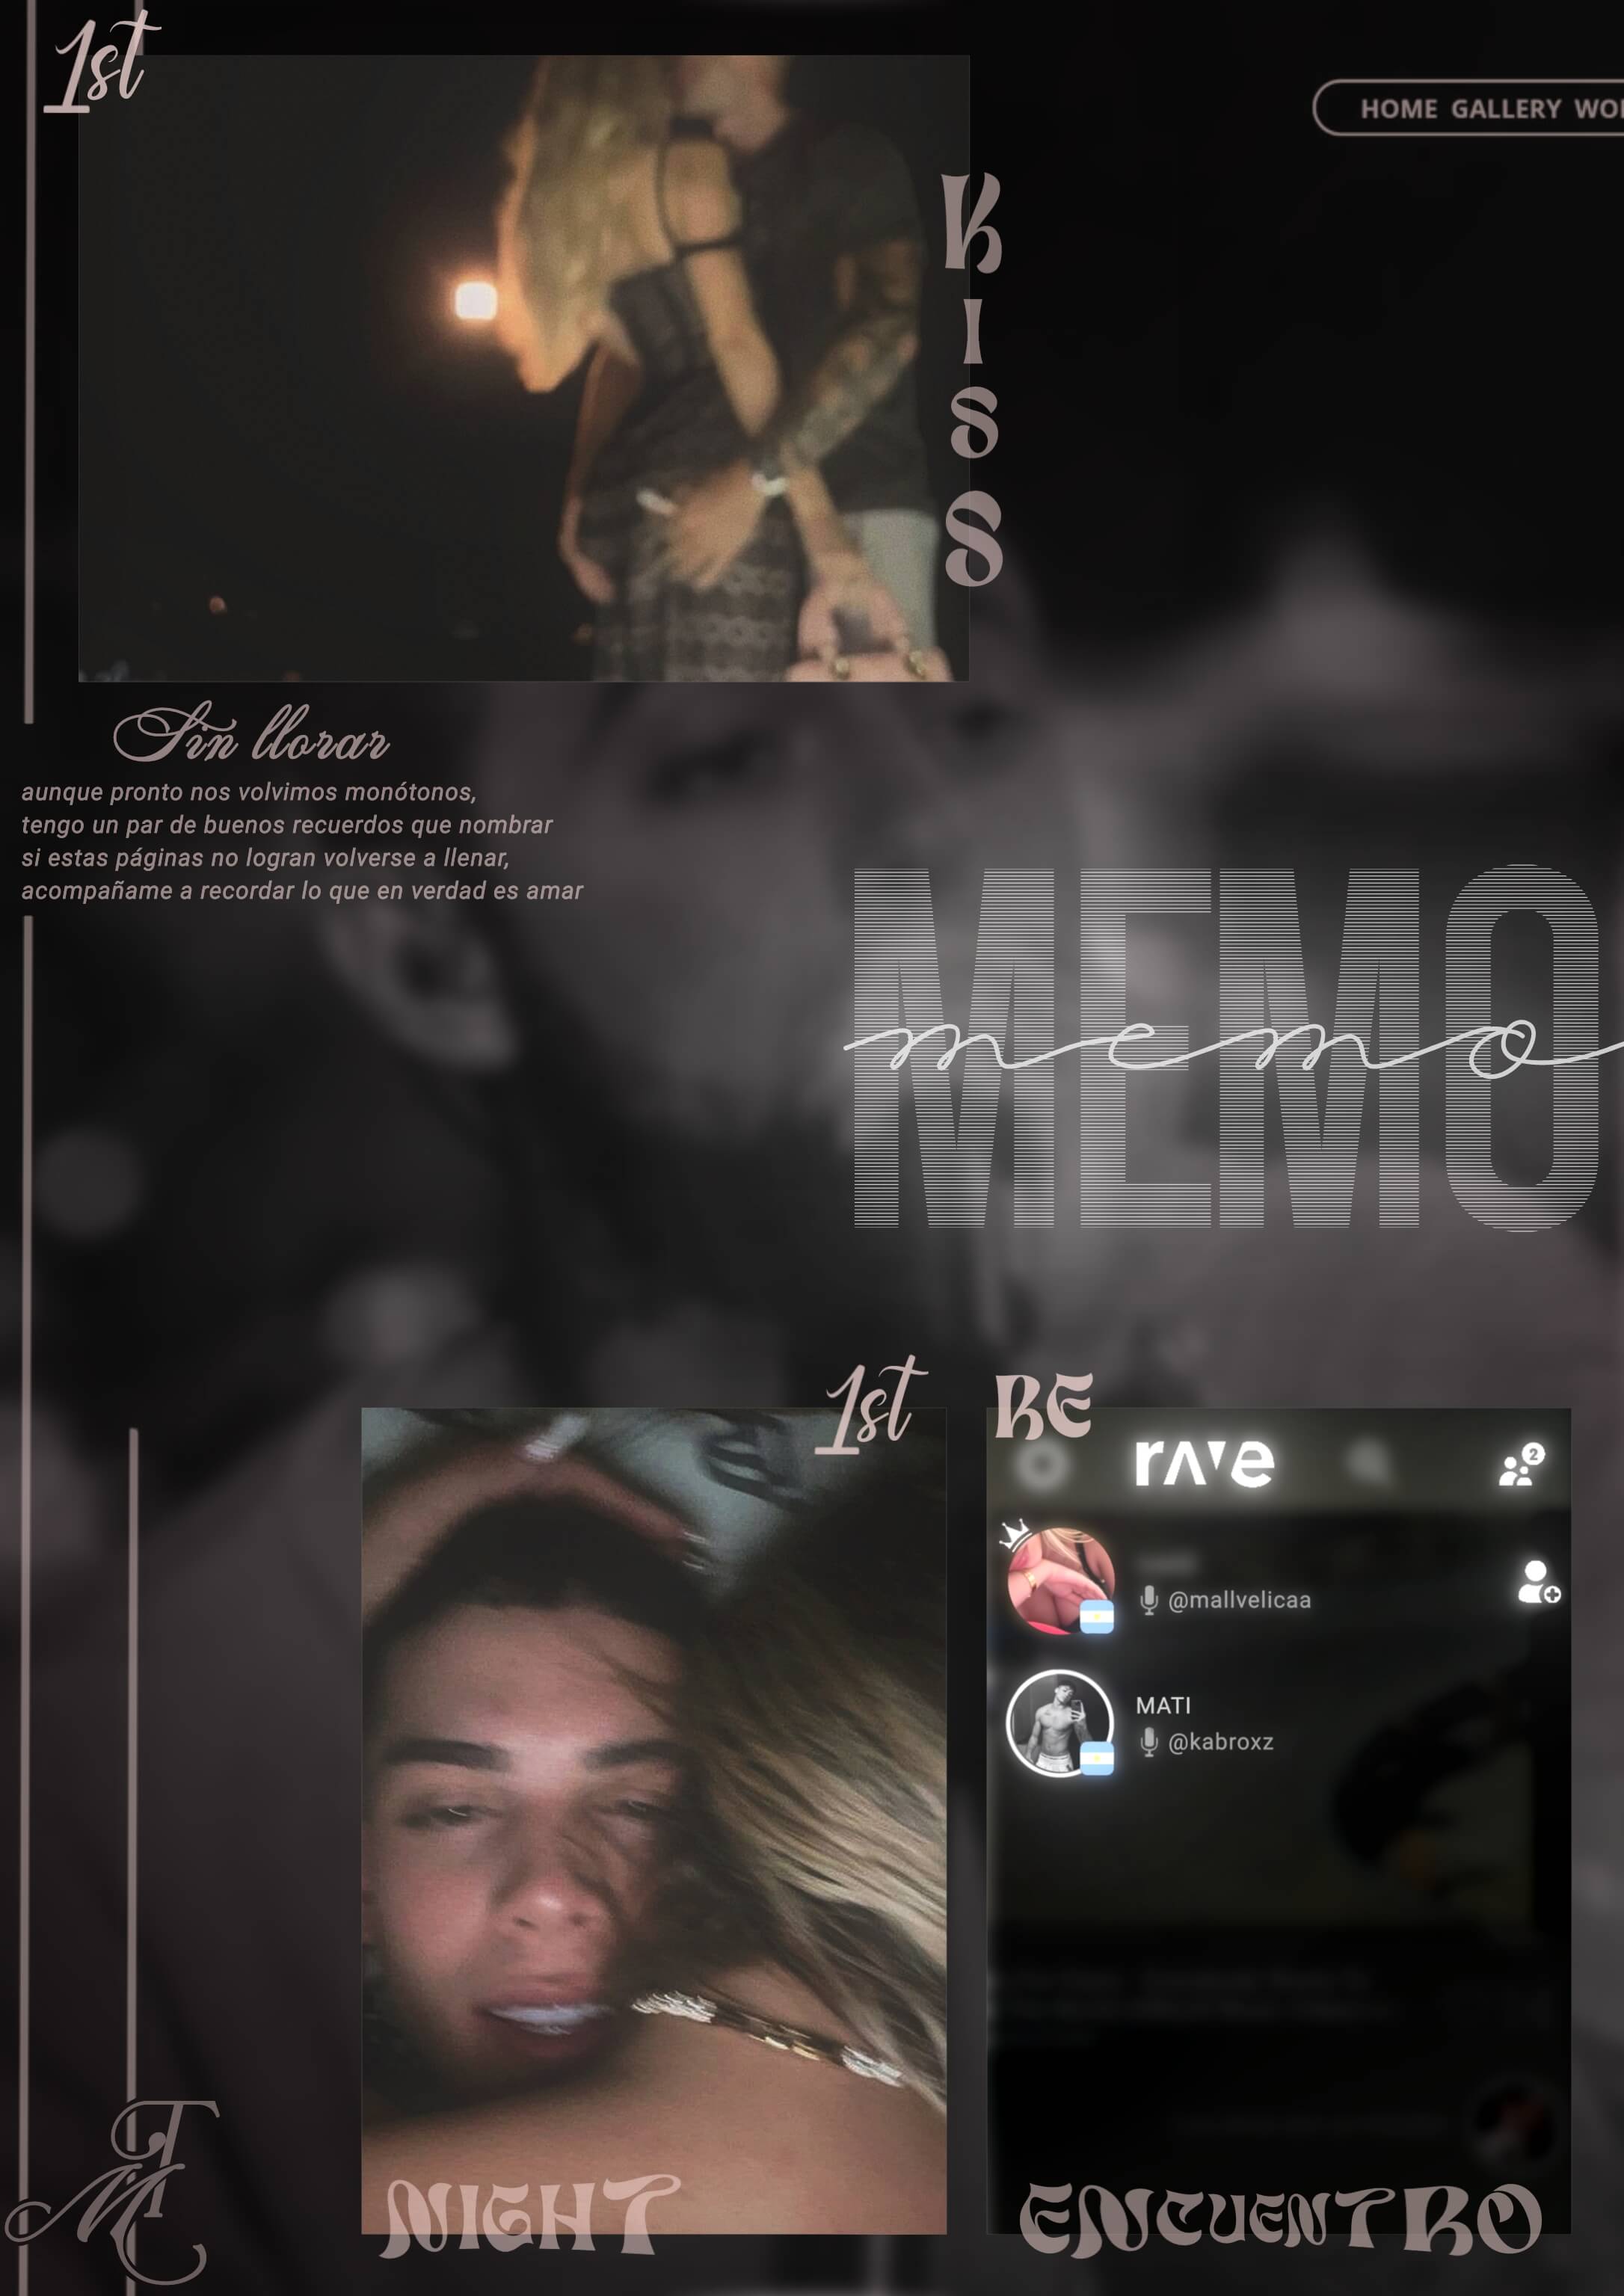 1st
HOME GALLERY WO
KISS
Sin llorar
aunque pronto nos volvimos monótonos,
tengo un par de buenos recuerdos que nombrar
si estas páginas no logran volverse a llenar,
acompañame a recordar lo que en verdad es amar
MEMO
memo
1st
NIGHT
RE
rave
2
@mallvelicaa
MATI
@kabroxz
ENCUENTRO